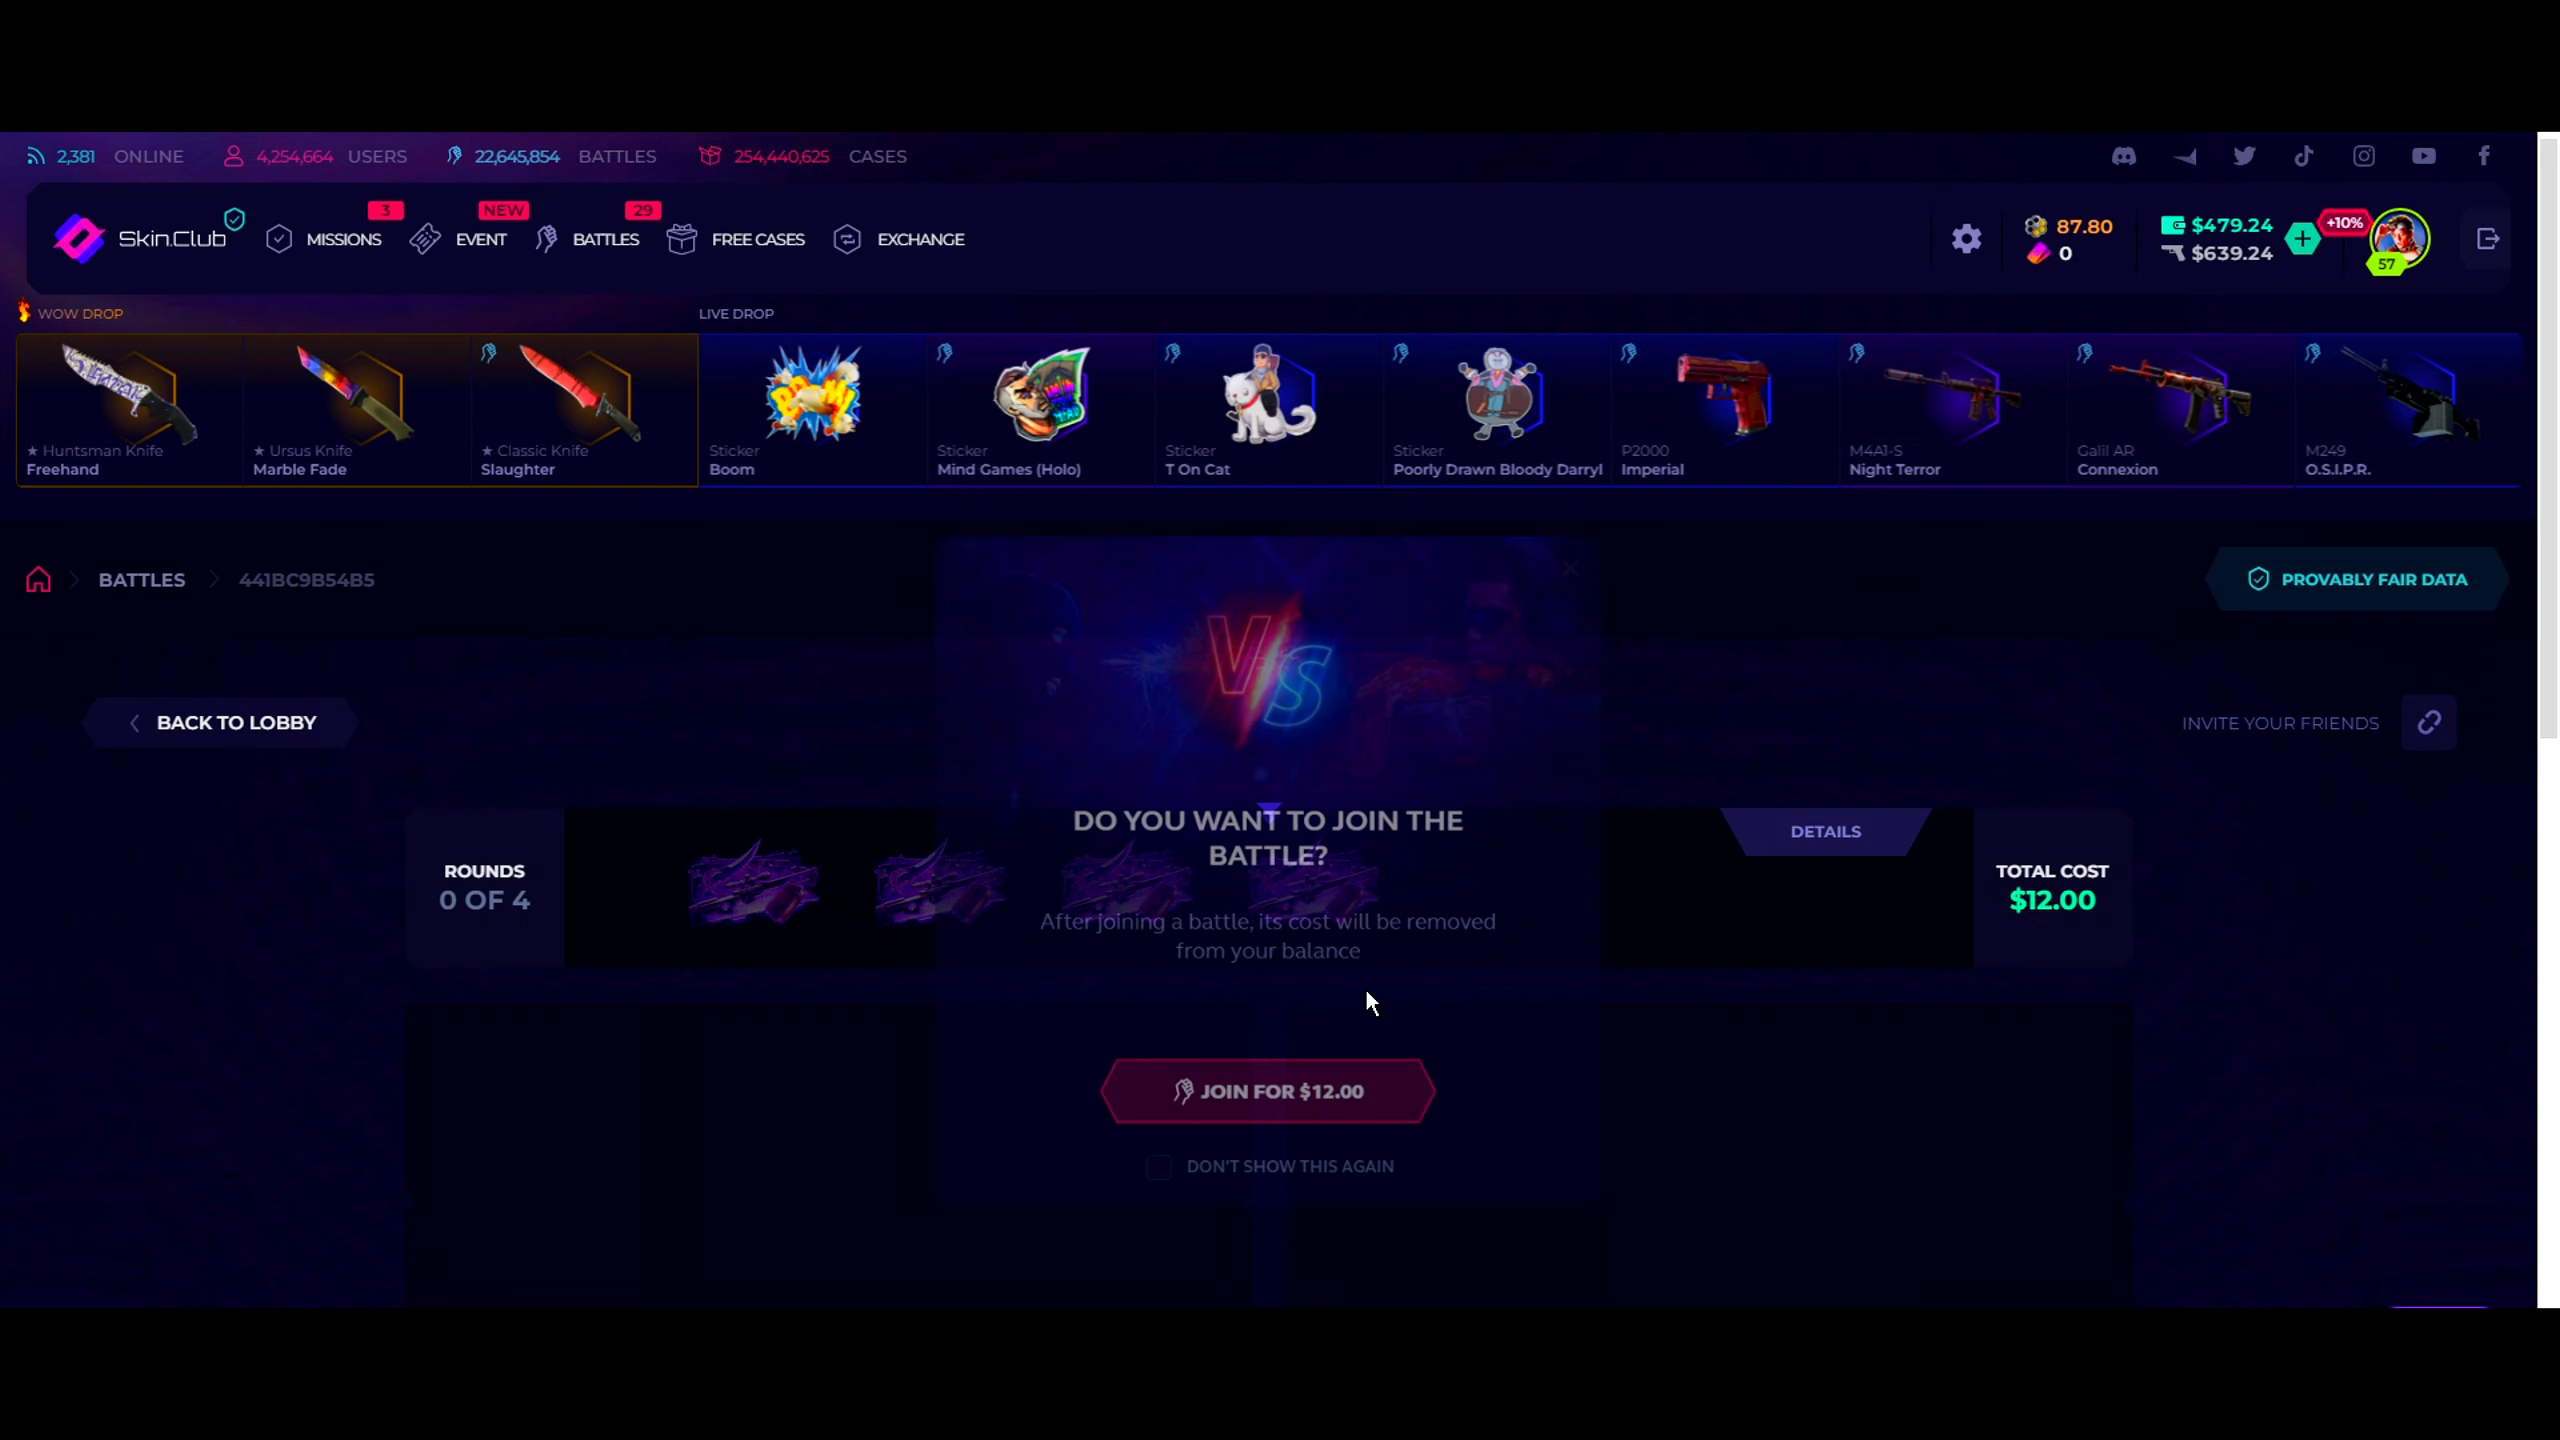 2,381 ONLINE 4,254,664 USERS 22,645,854 BATTLES 254,440,625 CASES
Skin.Club MISSIONS 3 EVENT NEW BATTLES 29 FREE CASES EXCHANGE
87.80 $479.24 +10%
0 $639.24 57
WOW DROP LIVE DROP
★ Huntsman Knife ★ Ursus Knife ★ Classic Knife Sticker Sticker Sticker Sticker P2000 M4A1-S Galil AR M249
Freehand Marble Fade Slaughter Boom Mind Games (Holo) T On Cat Poorly Drawn Bloody Darryl Imperial Night Terror Connexion O.S.I.P.R.
BATTLES 441BC9B54B5 PROVABLY FAIR DATA
VS
BACK TO LOBBY INVITE YOUR FRIENDS
DO YOU WANT TO JOIN THE
BATTLE?
DETAILS
ROUNDS TOTAL COST
0 OF 4 $12.00
After joining a battle, its cost will be removed
from your balance
JOIN FOR $12.00
DON'T SHOW THIS AGAIN